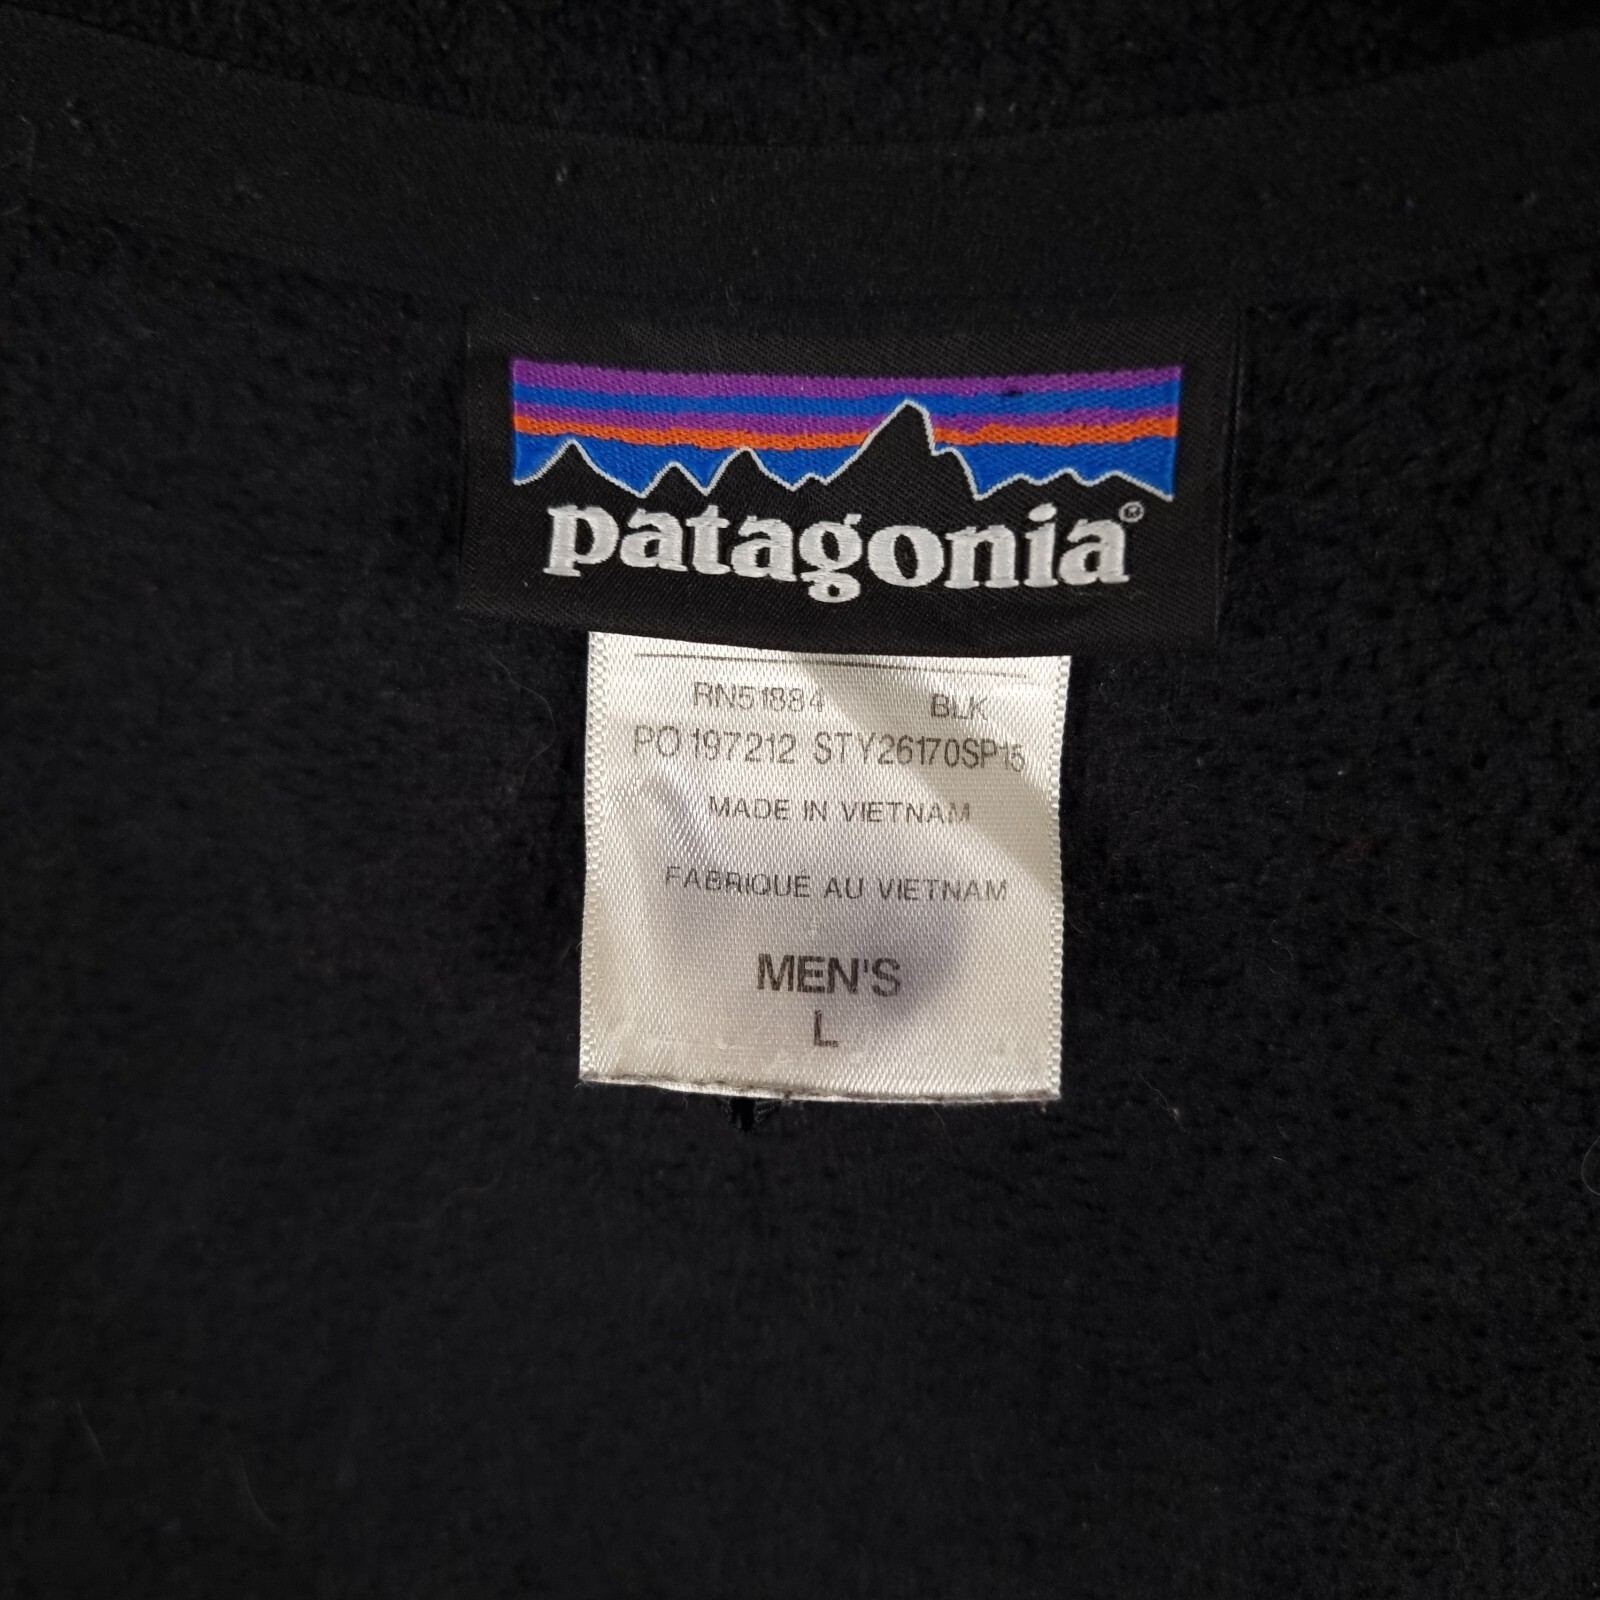 patagonia®
RN51884 BLK
PO 197212 STY26170SP15
MADE IN VIETNAM
FABRIQUE AU VIETNAM
MEN'S
L